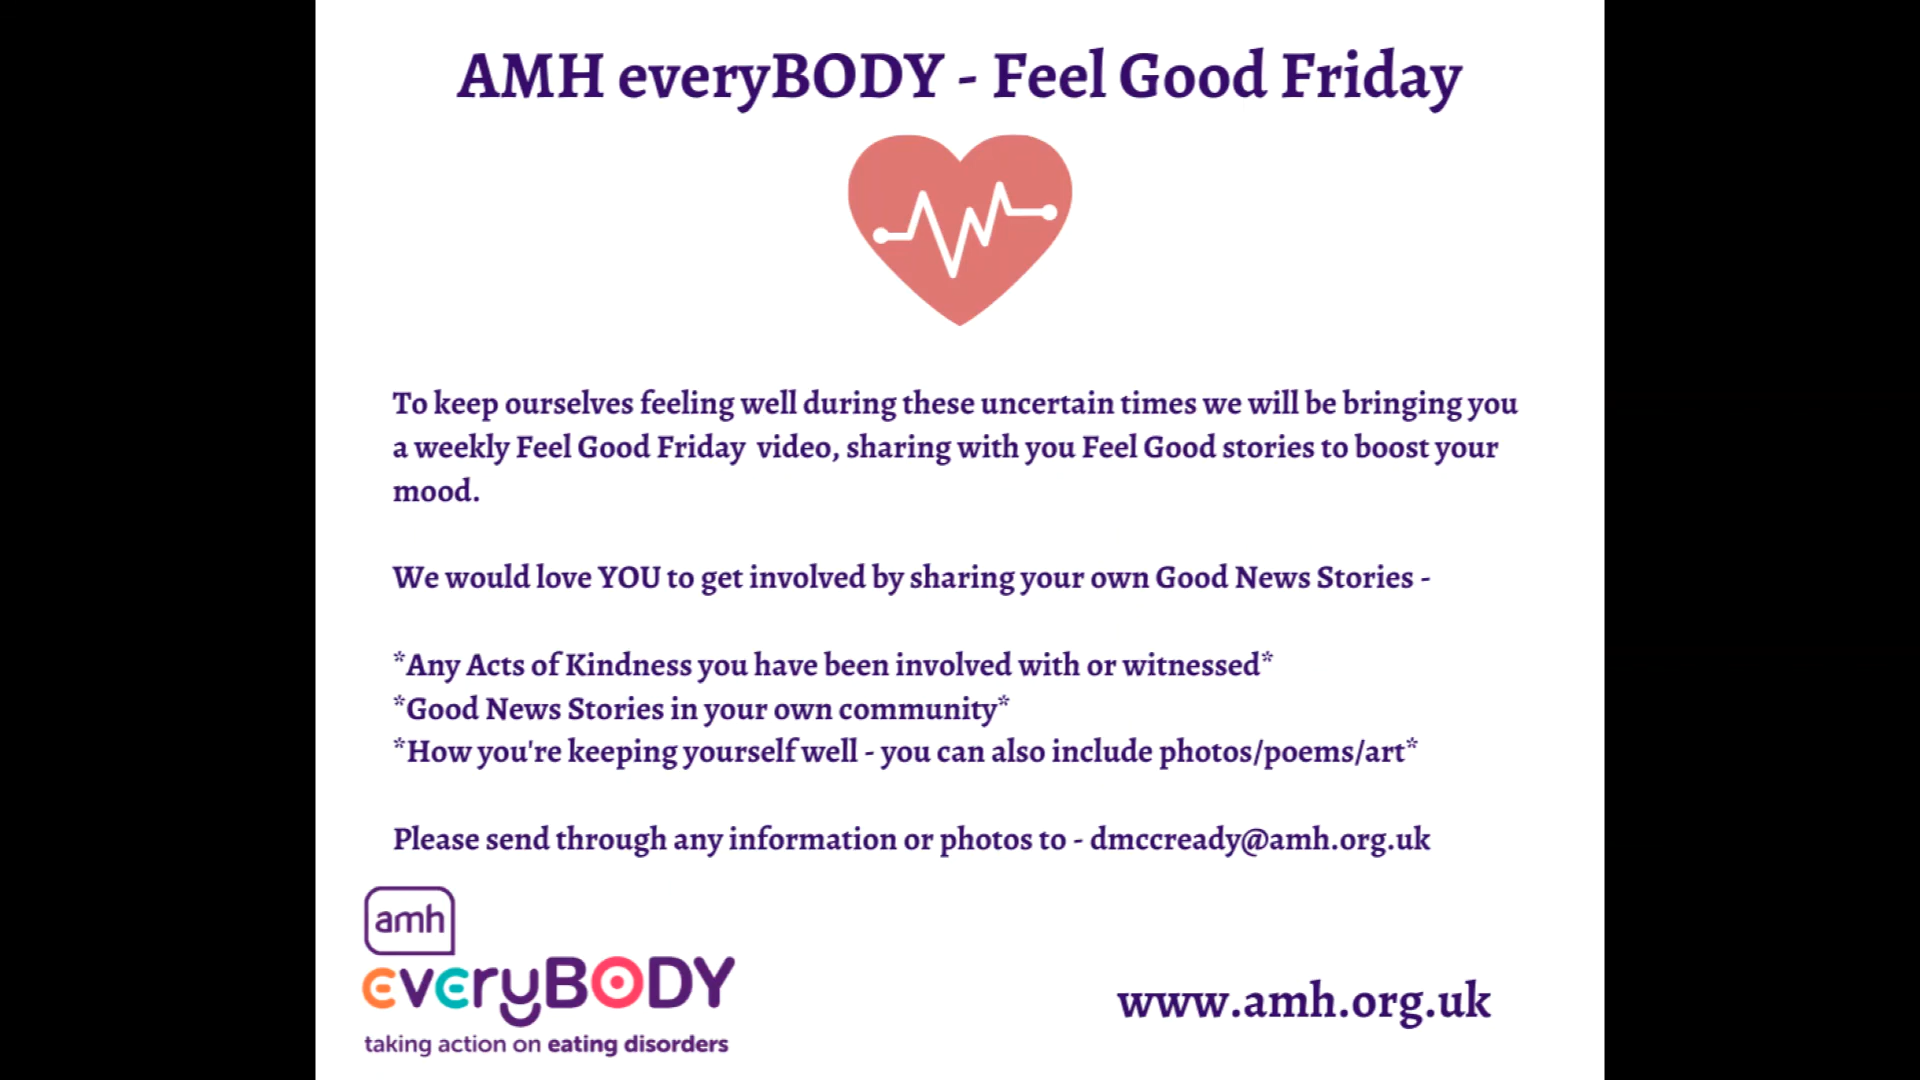 AMH everyBODY - Feel Good Friday
To keep ourselves feeling well during these uncertain times we will be bringing you
a weekly Feel Good Friday video, sharing with you Feel Good stories to boost your
mood.
We would love YOU to get involved by sharing your own Good News Stories -
*Any Acts of Kindness you have been involved with or witnessed*
*Good News Stories in your own community*
*How you're keeping yourself well - you can also include photos/poems/art*
Please send through any information or photos to - dmccready@amh.org.uk
amh
everyBODY
taking action on eating disorders
www.amh.org.uk